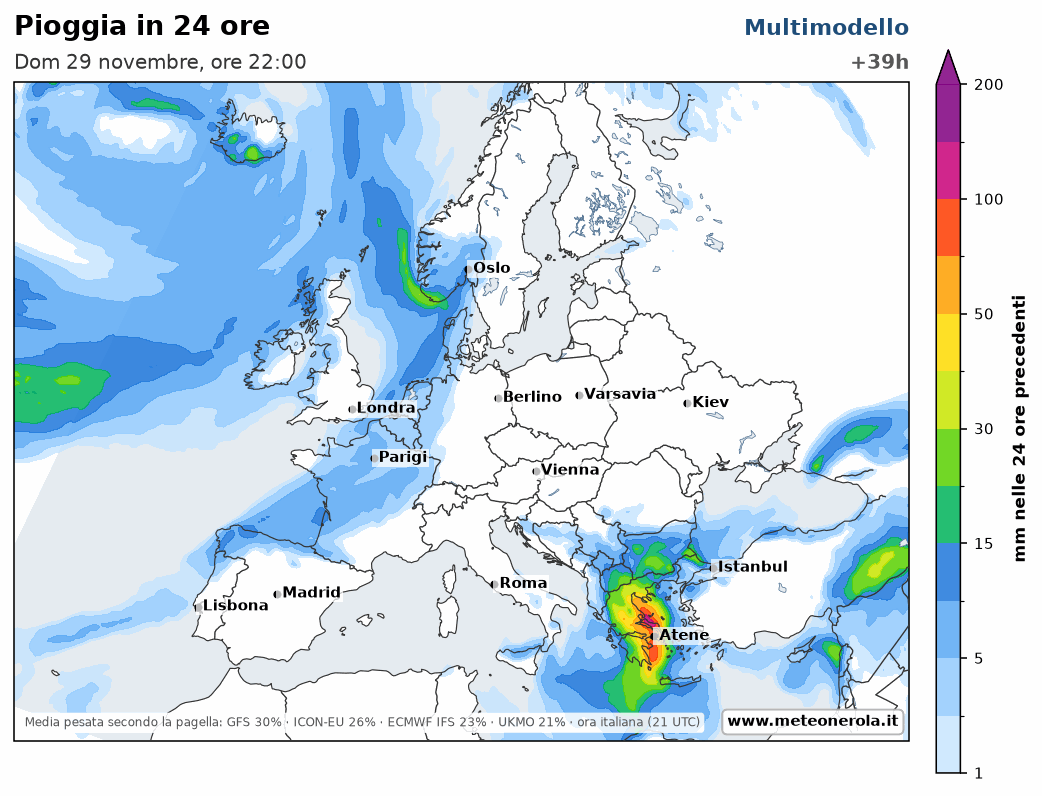 Pioggia in 24 ore
Multimodello
Dom 29 novembre, ore 22:00
+39h
200
100
50
30
15
5
1
mm nelle 24 ore precedenti
Oslo
Berlino
Varsavia
Kiev
Londra
Parigi
Vienna
Istanbul
Roma
Madrid
Lisbona
Atene
Media pesata secondo la pagella: GFS 30% · ICON-EU 26% · ECMWF IFS 23% · UKMO 21% · ora italiana (21 UTC)
www.meteonerola.it